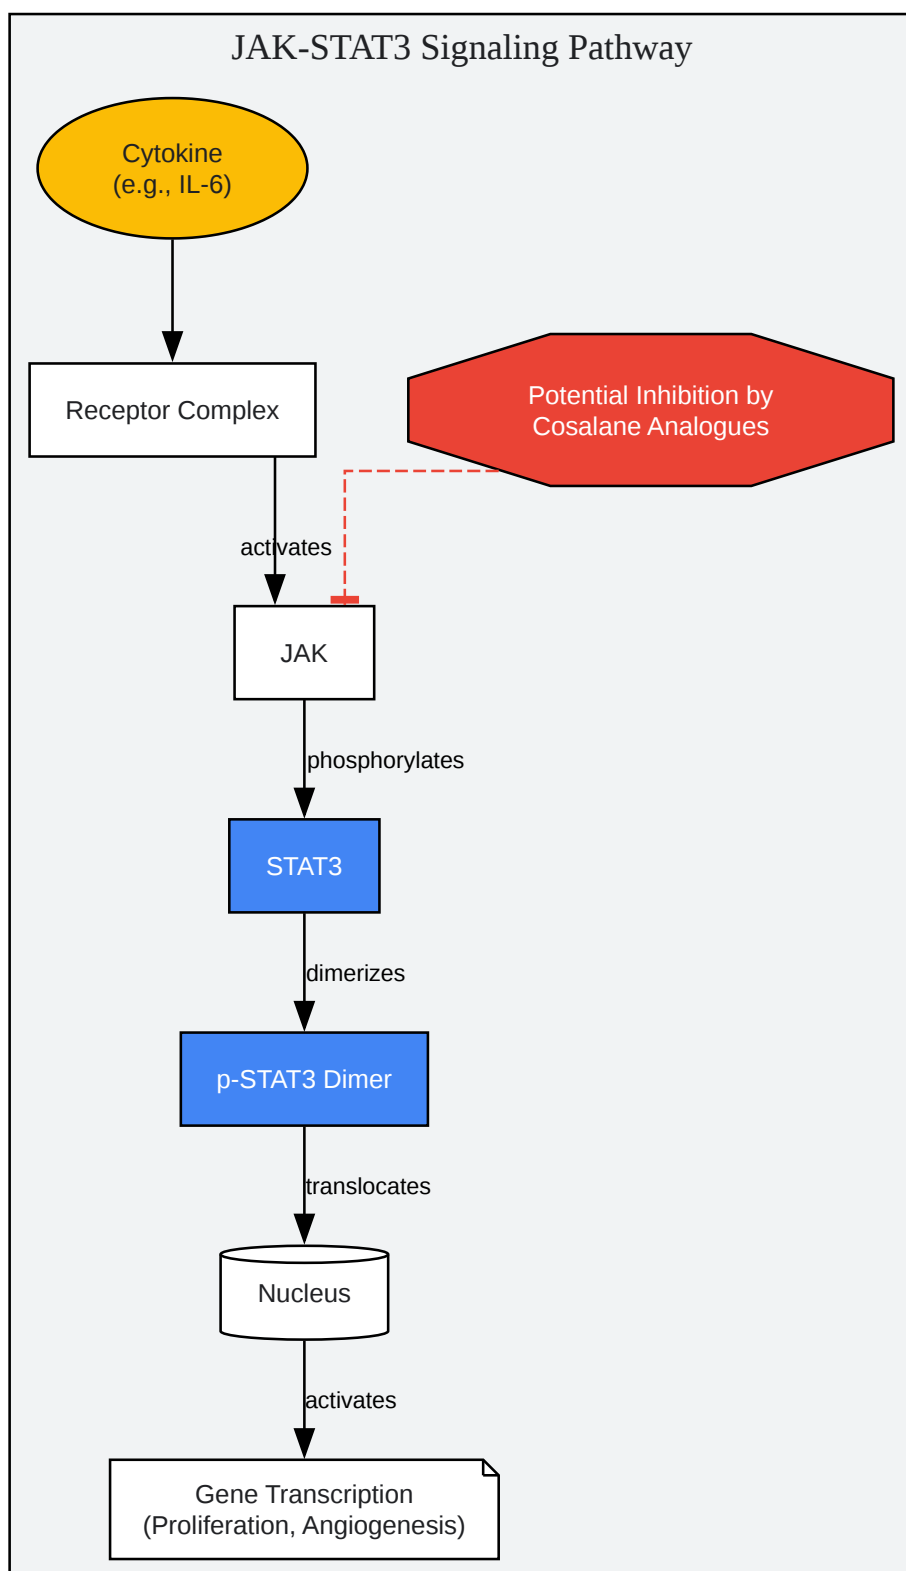 JAK-STAT3 Signaling Pathway
Cytokine
(e.g., IL-6)
Receptor Complex
Potential Inhibition by
Cosalane Analogues
activates
JAK
phosphorylates
STAT3
dimerizes
p-STAT3 Dimer
translocates
Nucleus
activates
Gene Transcription
(Proliferation, Angiogenesis)